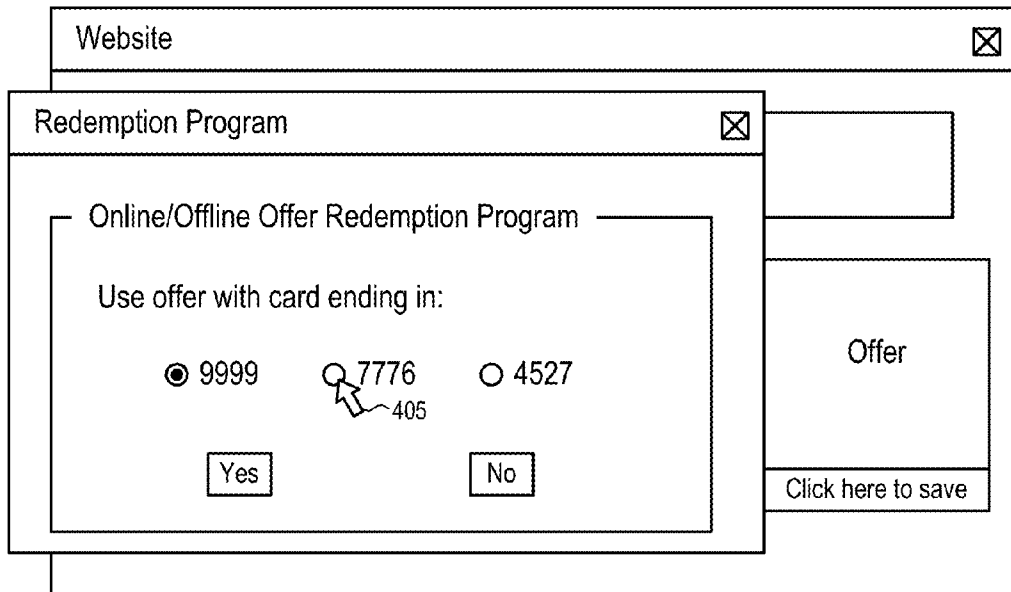 Website
Redemption Program
Online/Offline Offer Redemption Program
Use offer with card ending in:
9999 7776 4527
405
Yes No
Offer
Click here to save